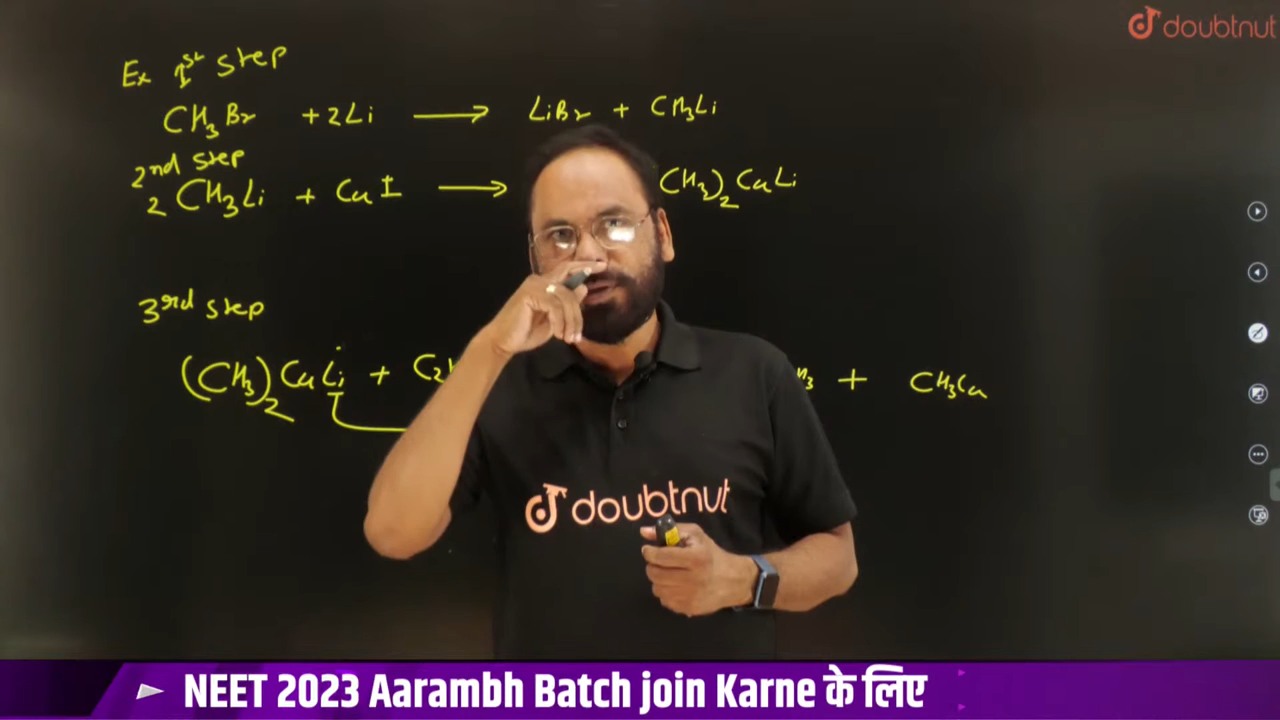 doubtnut
Ex 1st step
CH3Br + 2Li ⟶ LiBr + CH3Li
2nd step
2 CH3Li + CuI ⟶ (CH3)2CuLi
3rd step
(CH3)2CuLi + C2 + CH3Cu
doubtnut
NEET 2023 Aarambh Batch join Karne के लिए